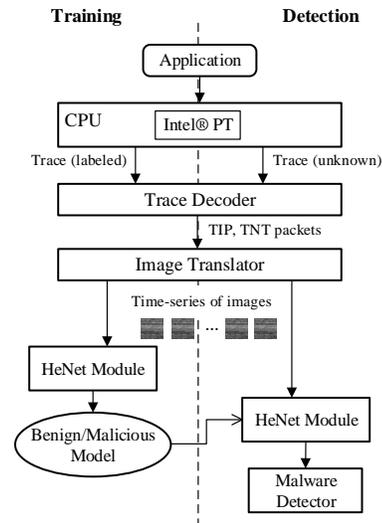 Training Detection
Application
CPU
Intel® PT
Trace (labeled) Trace (unknown)
Trace Decoder
TIP, TNT packets
Image Translator
Time-series of images
...
HeNet Module
Benign/Malicious
Model
HeNet Module
Malware
Detector